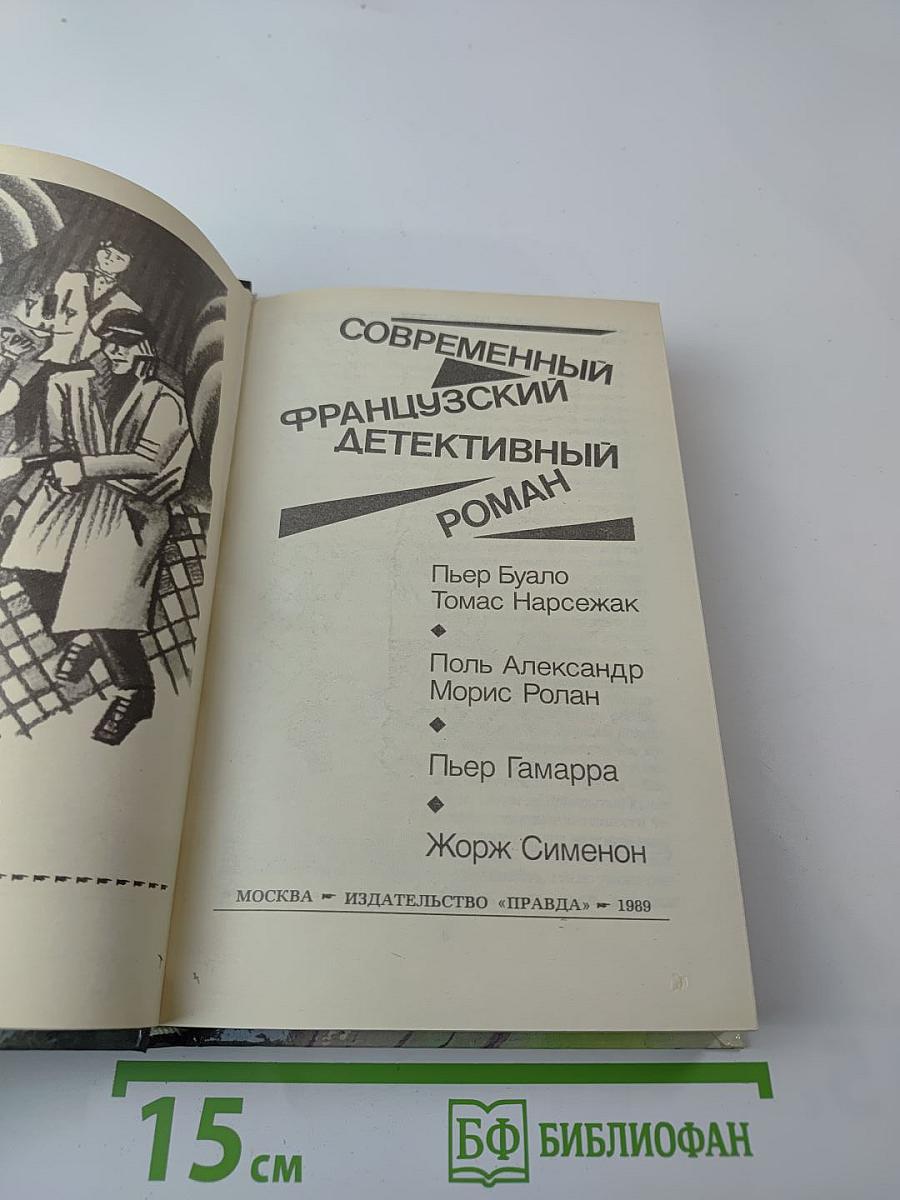 СОВРЕМЕННЫЙ
ФРАНЦУЗСКИЙ
ДЕТЕКТИВНЫЙ
РОМАН
Пьер Буало
Томас Нарсежак
Поль Александр
Морис Ролан
Пьер Гамарра
Жорж Сименон
МОСКВА ☛ ИЗДАТЕЛЬСТВО «ПРАВДА» ☛ 1989
15 см
БФ БИБЛИОФАН